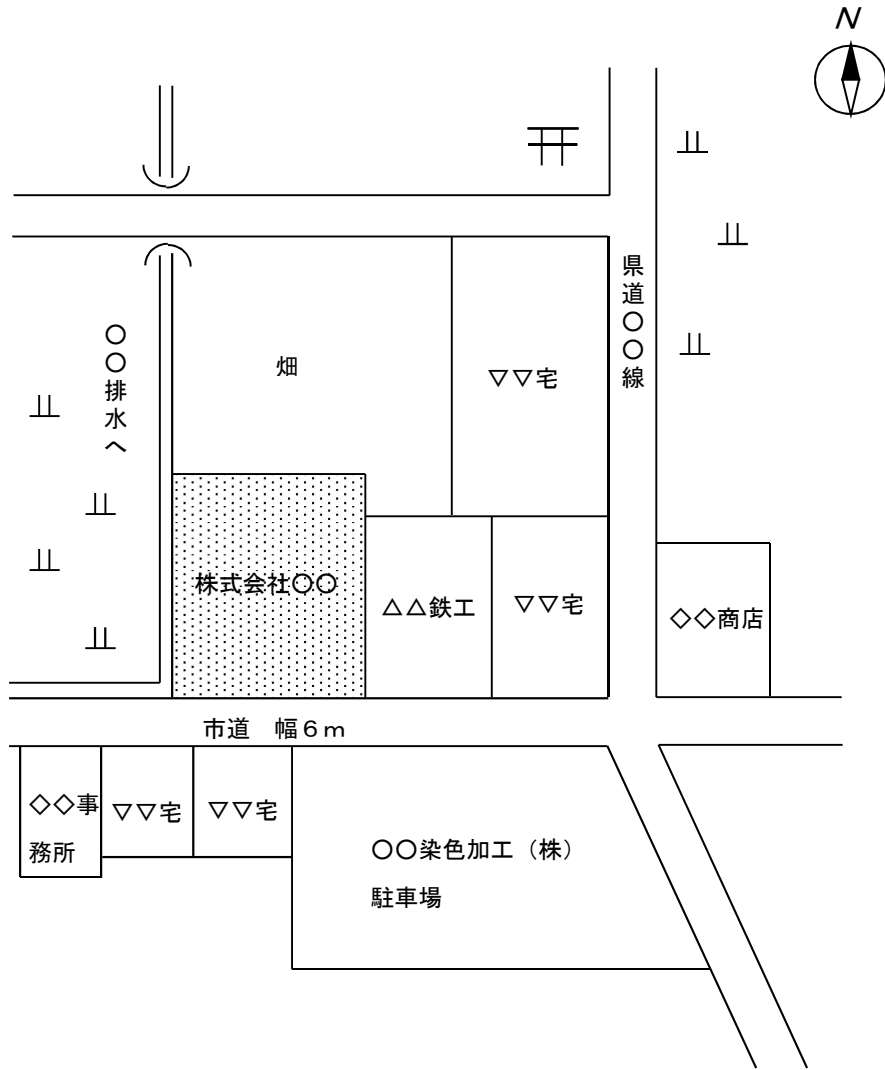 N
県道〇〇線
〇〇排水へ
畑
▽▽宅
株式会社〇〇
△△鉄工
▽▽宅
◇◇商店
市道　幅６ｍ
◇◇事
務所
▽▽宅
▽▽宅
〇〇染色加工（株）
駐車場